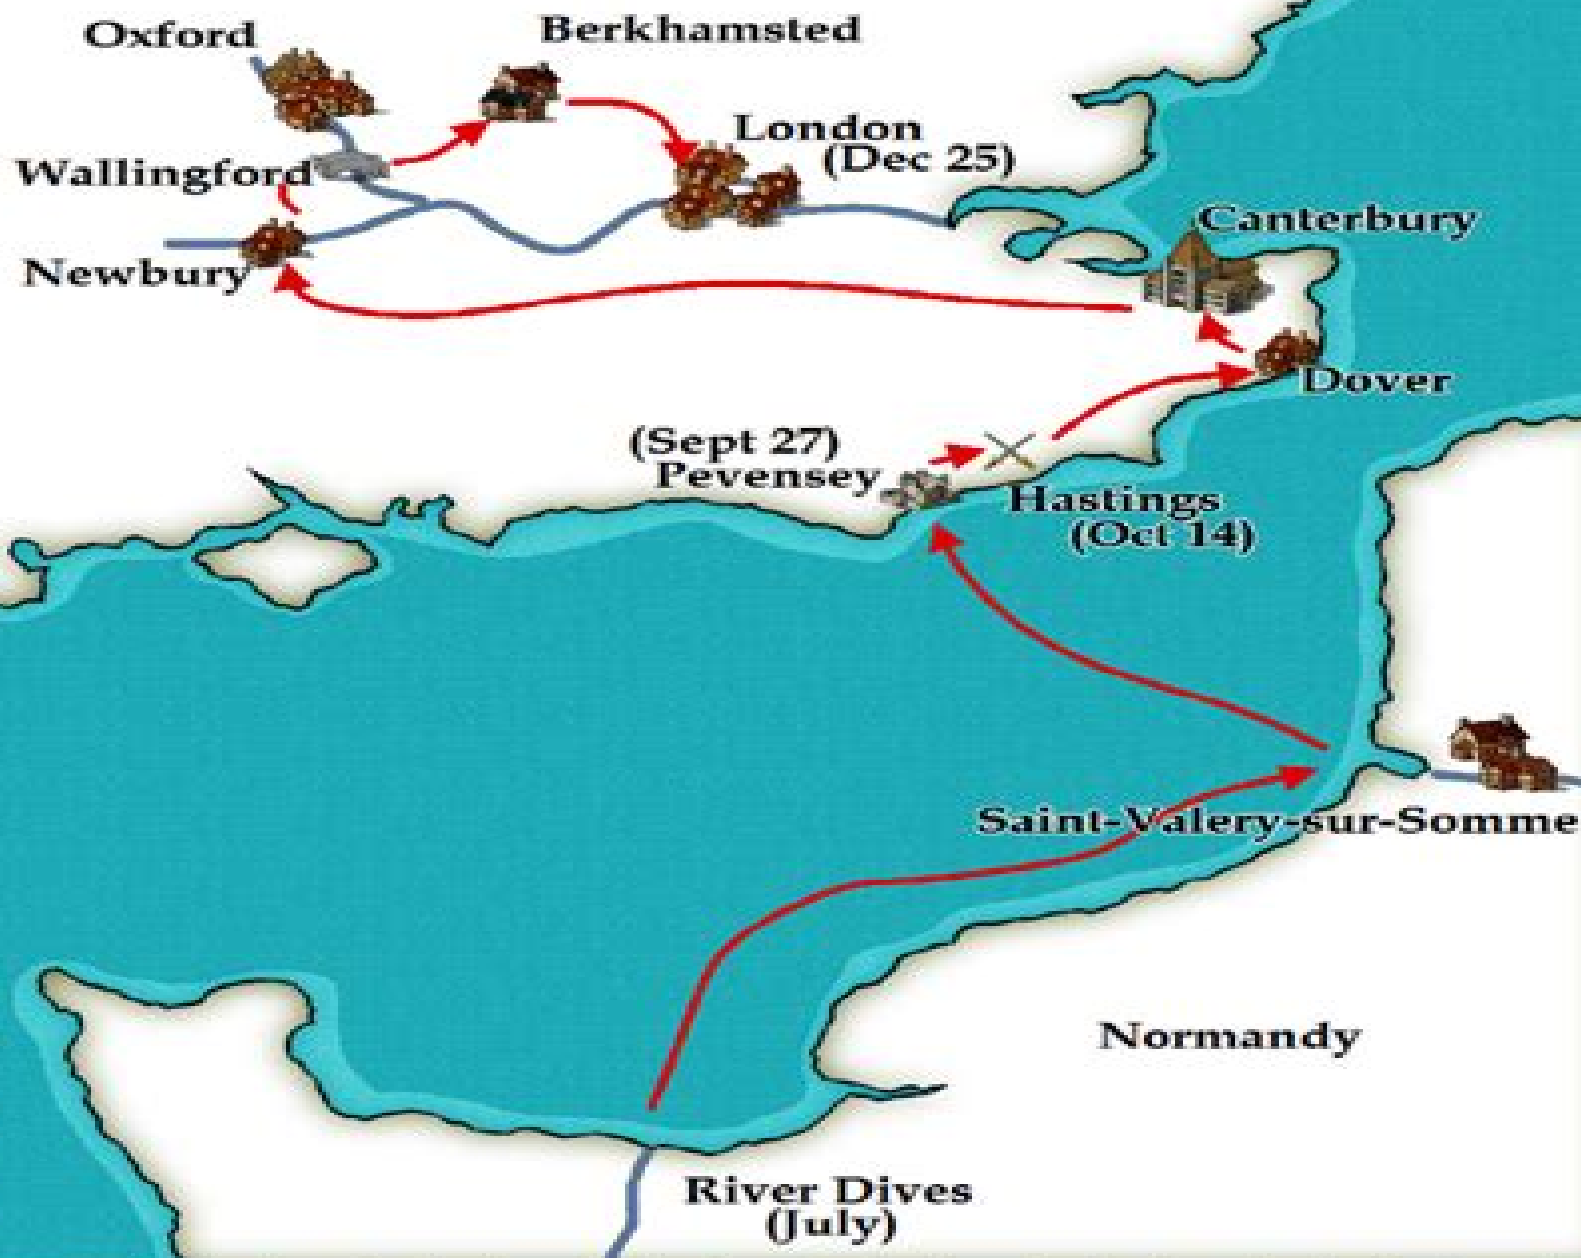 Oxford
Berkhamsted
London
(Dec 25)
Wallingford
Canterbury
Newbury
Dover
(Sept 27)
Pevensey
Hastings
(Oct 14)
Saint-Valery-sur-Somme
Normandy
River Dives
(July)